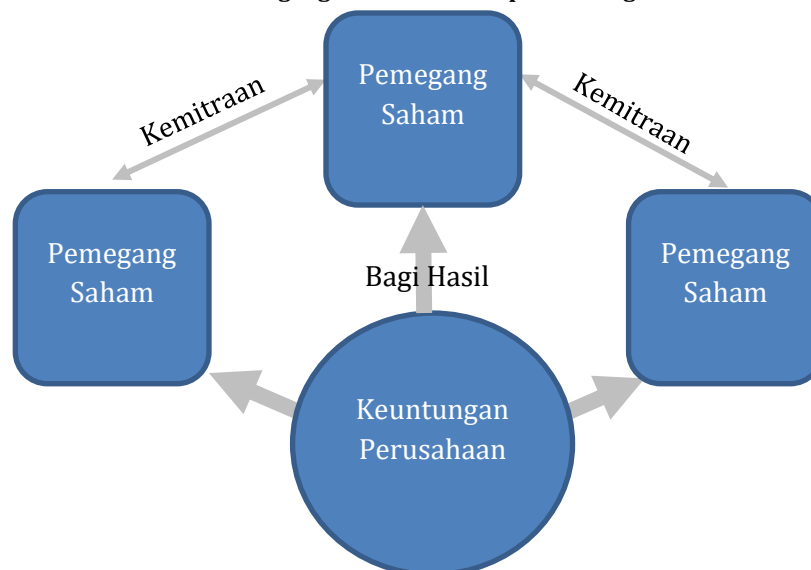 Pemegang
Saham
Kemitraan
Kemitraan
Pemegang
Saham
Pemegang
Saham
Bagi Hasil
Keuntungan
Perusahaan